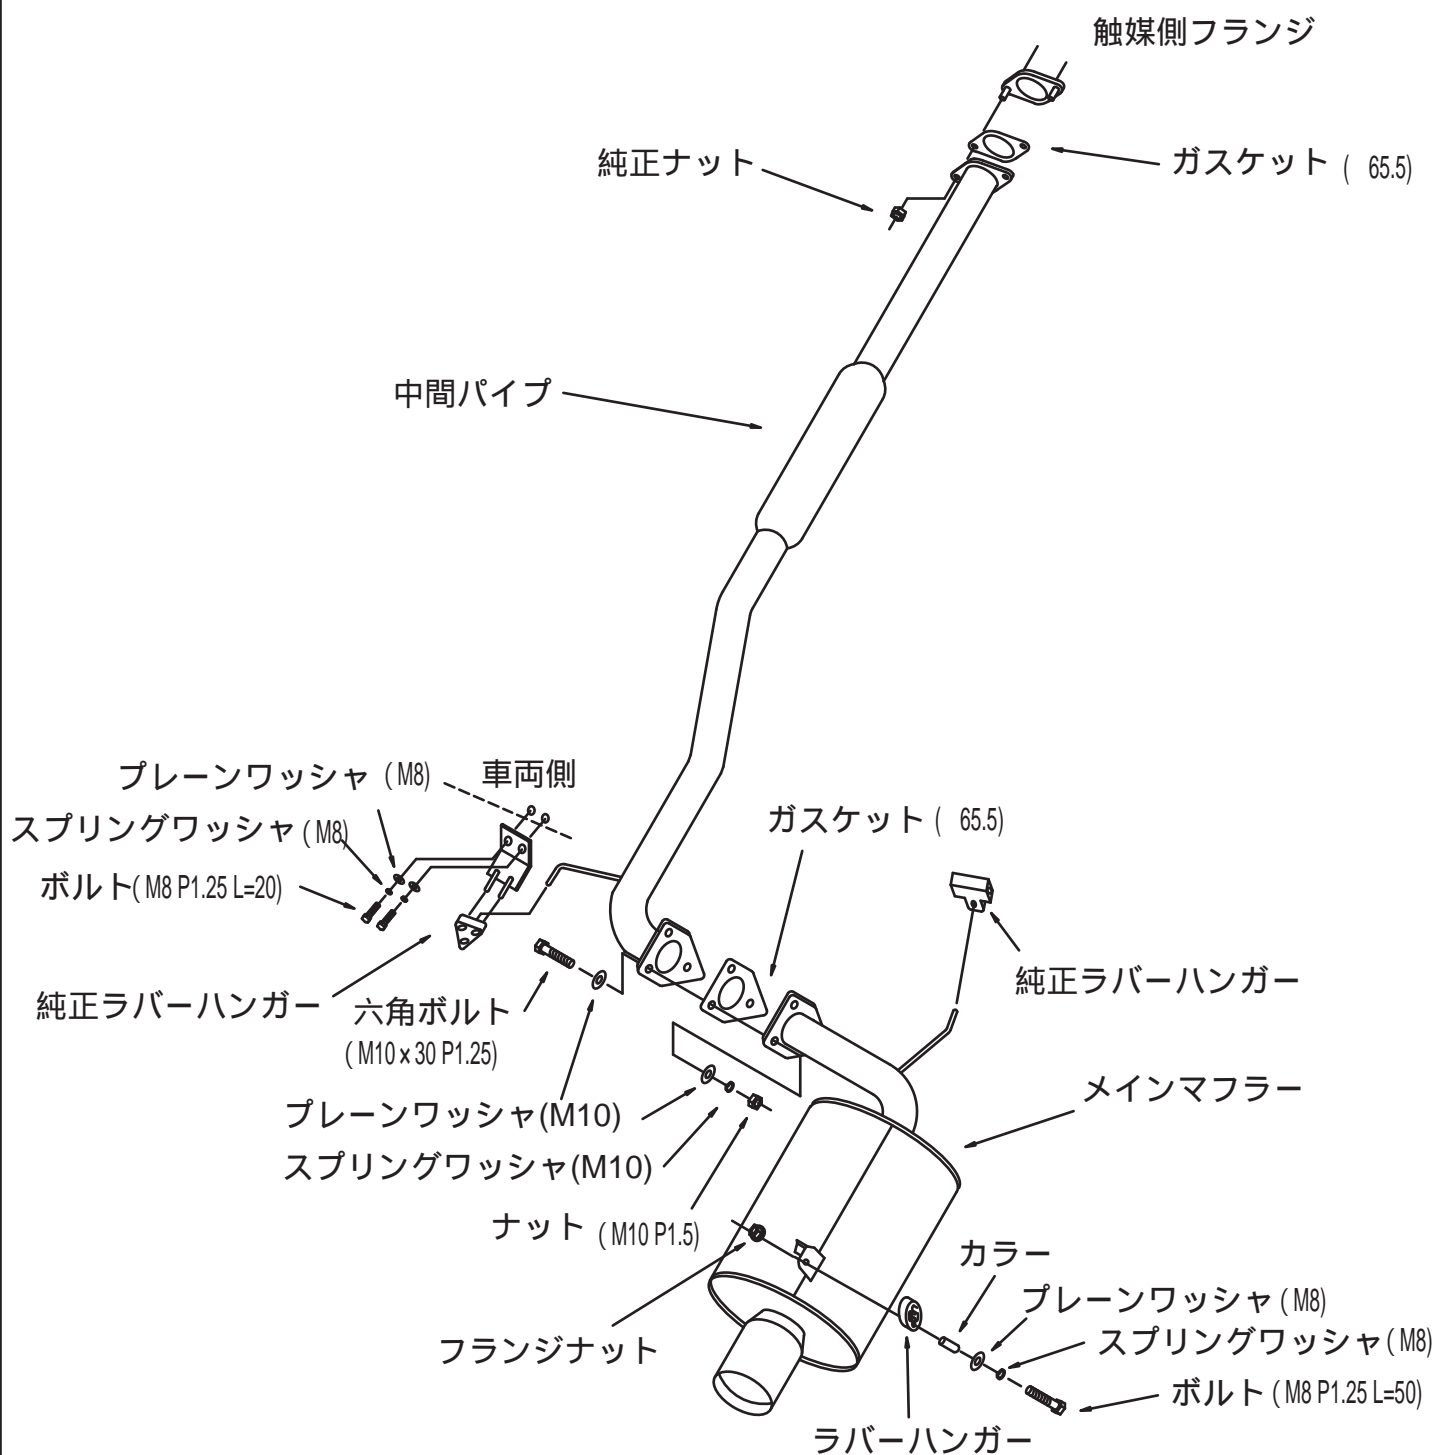 触媒側フランジ
純正ナット
ガスケット ( 65.5)
中間パイプ
プレーンワッシャ (M8)
車両側
スプリングワッシャ (M8)
ガスケット ( 65.5)
ボルト(M8 P1.25 L=20)
純正ラバーハンガー
純正ラバーハンガー
六角ボルト
(M10×30 P1.25)
メインマフラー
プレーンワッシャ(M10)
スプリングワッシャ(M10)
ナット (M10 P1.5)
カラー
プレーンワッシャ (M8)
フランジナット
スプリングワッシャ (M8)
ボルト (M8 P1.25 L=50)
ラバーハンガー